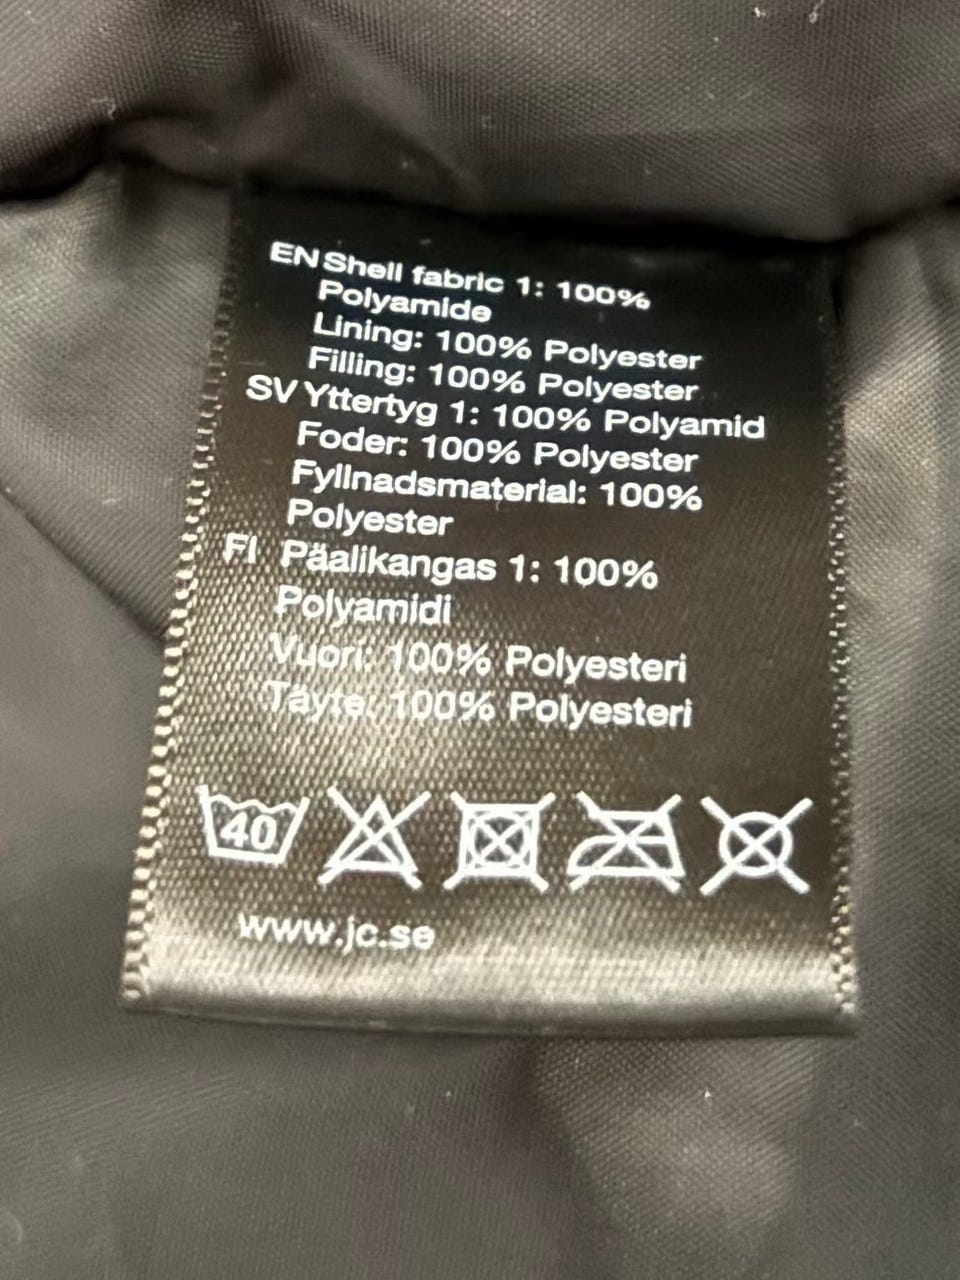 EN Shell fabric 1: 100%
Polyamide
Lining: 100% Polyester
Filling: 100% Polyester
SV Yttertyg 1: 100% Polyamid
Foder: 100% Polyester
Fyllnadsmaterial: 100%
Polyester
FI Päalikangas 1: 100%
Polyamidi
Vuori: 100% Polyesteri
Täyte: 100% Polyesteri
40
www.jc.se